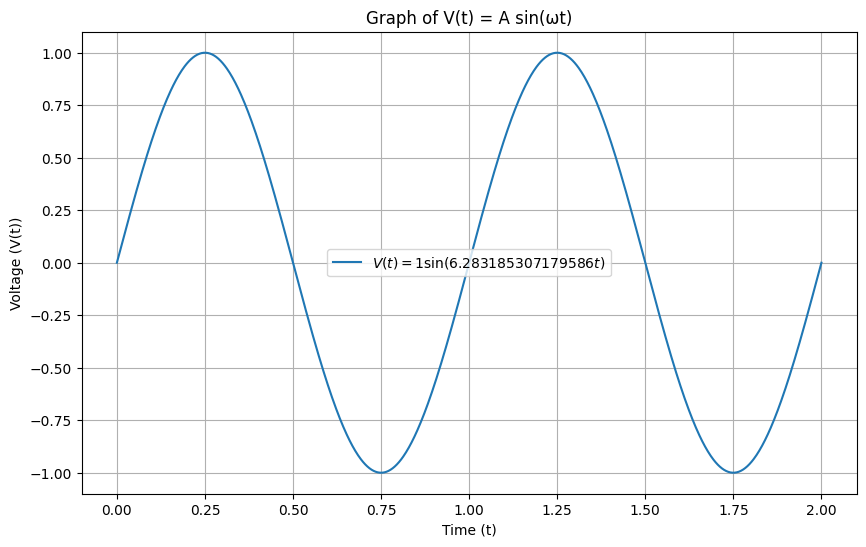 Graph of V(t) = A sin(ωt)
Voltage (V(t))
1.00
0.75
0.50
0.25
0.00
−0.25
−0.50
−0.75
−1.00
V(t) = 1sin(6.283185307179586t)
0.00 0.25 0.50 0.75 1.00 1.25 1.50 1.75 2.00
Time (t)